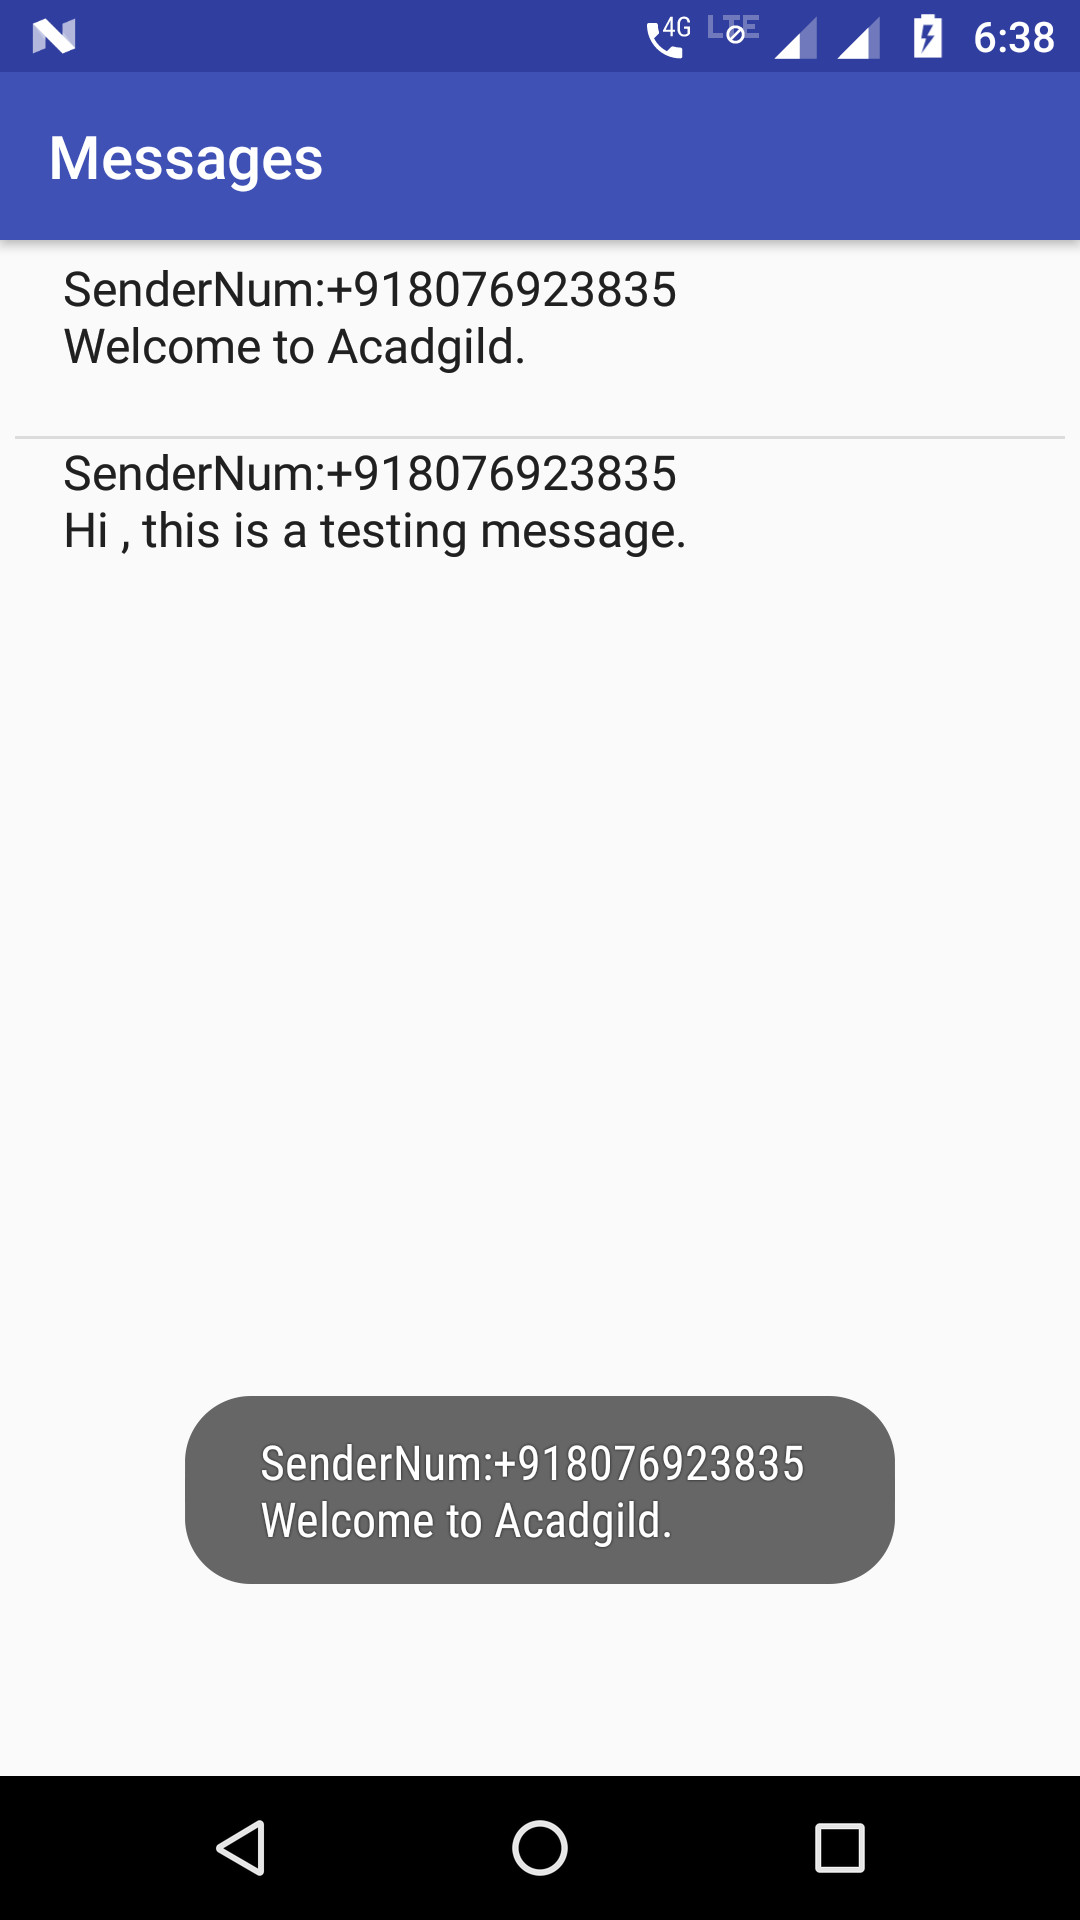 4G LTE 6:38
Messages
SenderNum:+918076923835
Welcome to Acadgild.
SenderNum:+918076923835
Hi , this is a testing message.
SenderNum:+918076923835
Welcome to Acadgild.